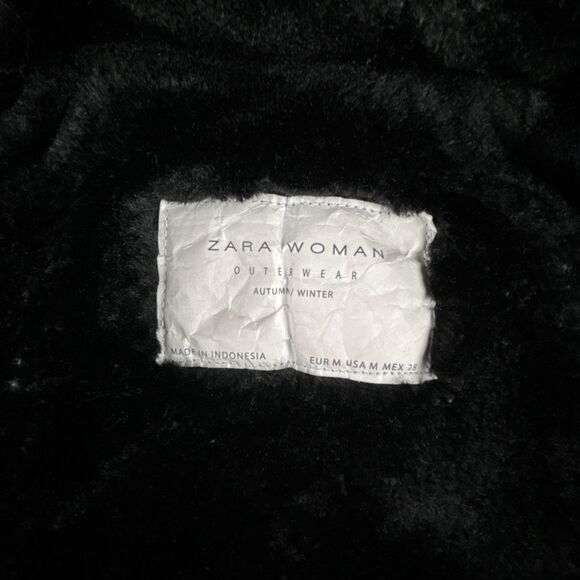 ZARA WOMAN
OUTERWEAR
AUTUMN/WINTER
MADE IN INDONESIA
EUR M USA M MEX 28